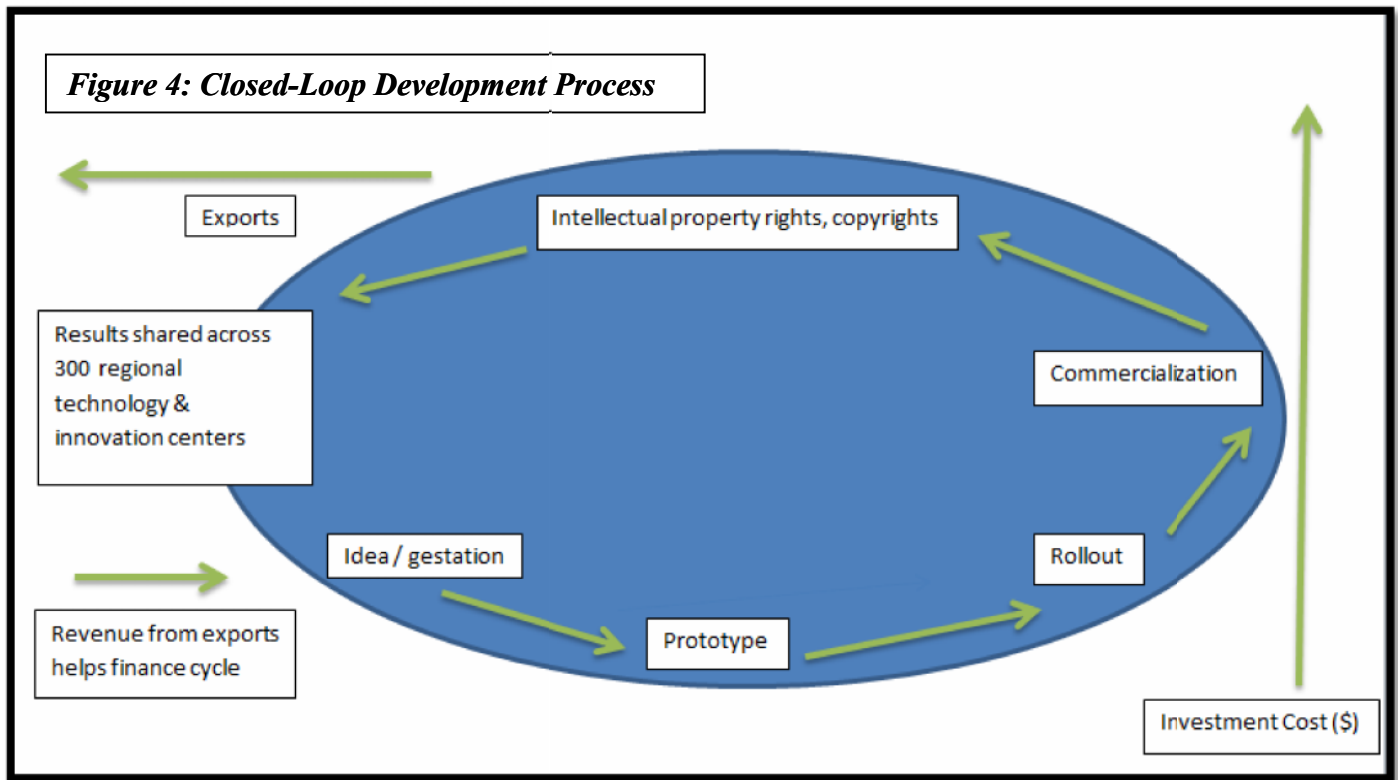 Figure 4: Closed-Loop Development Process
Exports
Intellectual property rights, copyrights
Results shared across
300 regional
technology &
innovation centers
Commercialization
Idea / gestation
Rollout
Revenue from exports
helps finance cycle
Prototype
Investment Cost ($)